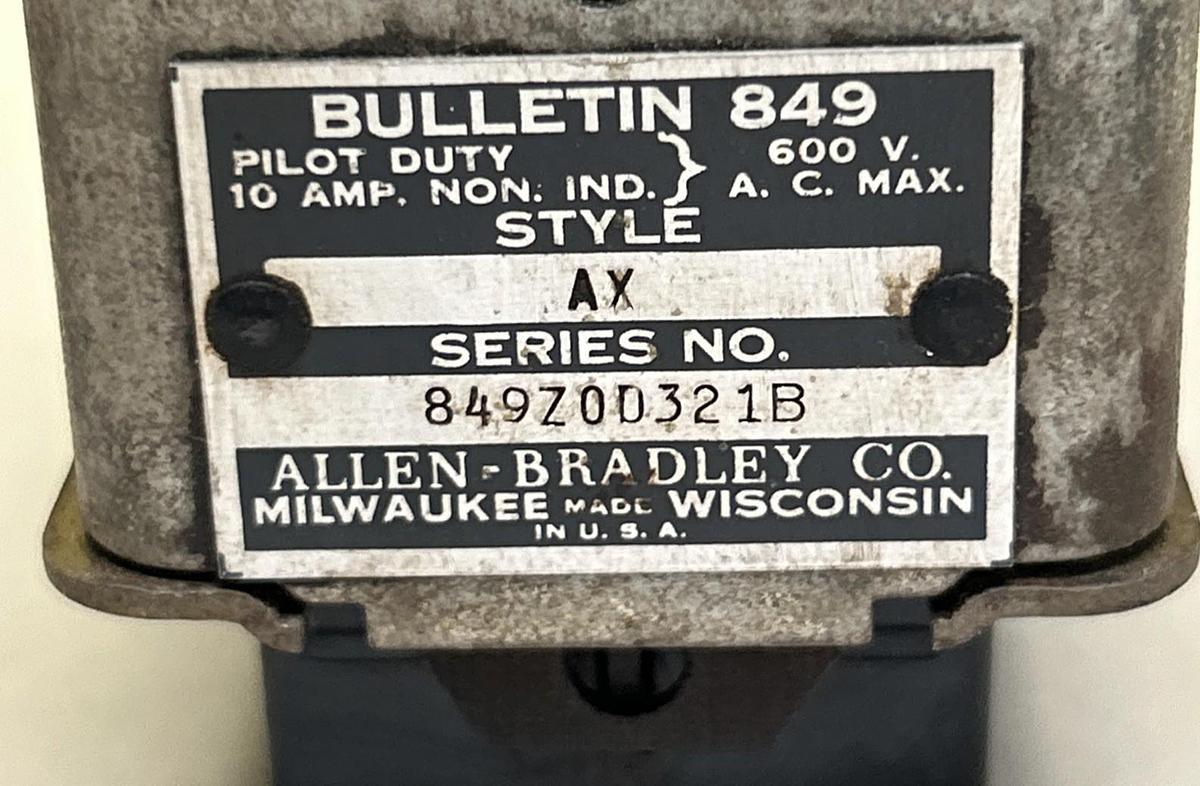 BULLETIN 849
PILOT DUTY
10 AMP. NON. IND. } 600 V.
A. C. MAX.
STYLE
AX
SERIES NO.
849Z0D321B
ALLEN-BRADLEY CO.
MILWAUKEE MADE WISCONSIN
IN U. S. A.